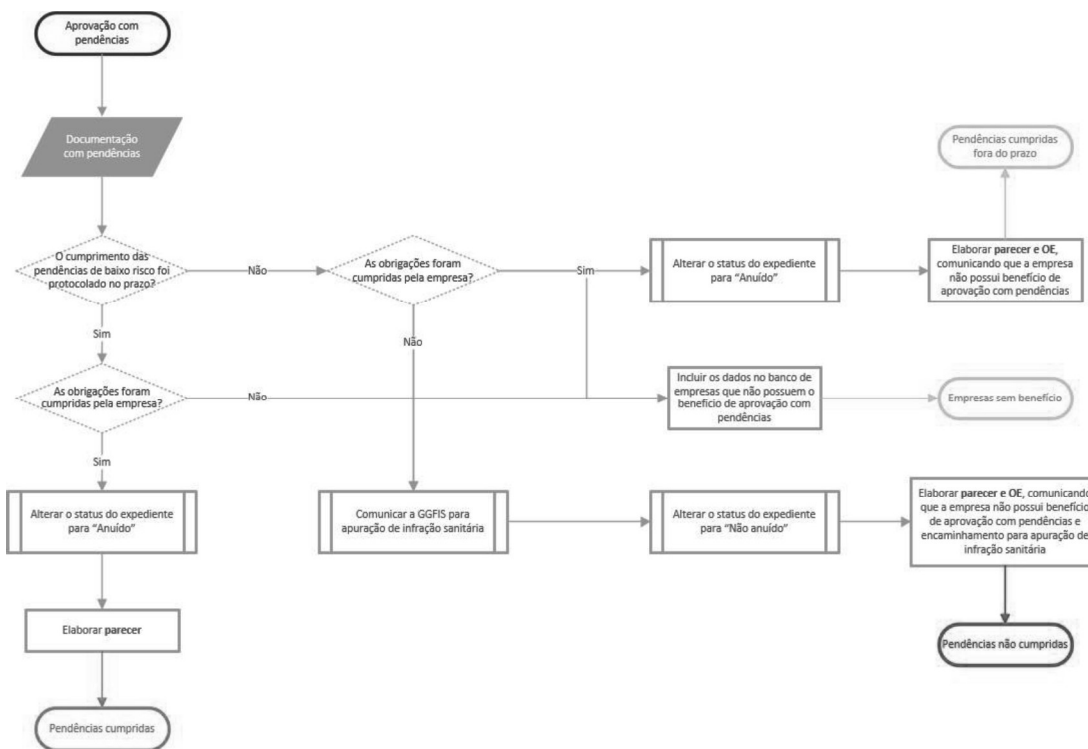 Aprovação com
pendências
Documentação
com pendências
Pendências cumpridas
fora do prazo
O cumprimento das
pendências de baixo risco foi
protocolado no prazo?
Não
As obrigações foram
cumpridas pela empresa?
Sim
Alterar o status do expediente
para “Anuído”
Elaborar parecer e OE,
comunicando que a empresa
não possui benefício de
aprovação com pendências
Sim
Não
As obrigações foram
cumpridas pela empresa?
Não
Incluir os dados no banco de
empresas que não possuem o
benefício de aprovação com
pendências
Empresas sem benefício
Sim
Alterar o status do expediente
para “Anuído”
Comunicar a GGFIS para
apuração de infração sanitária
Alterar o status do expediente
para “Não anuído”
Elaborar parecer e OE, comunicando
que a empresa não possui benefício
de aprovação com pendências e
encaminhamento para apuração de
infração sanitária
Elaborar parecer
Pendências não cumpridas
Pendências cumpridas